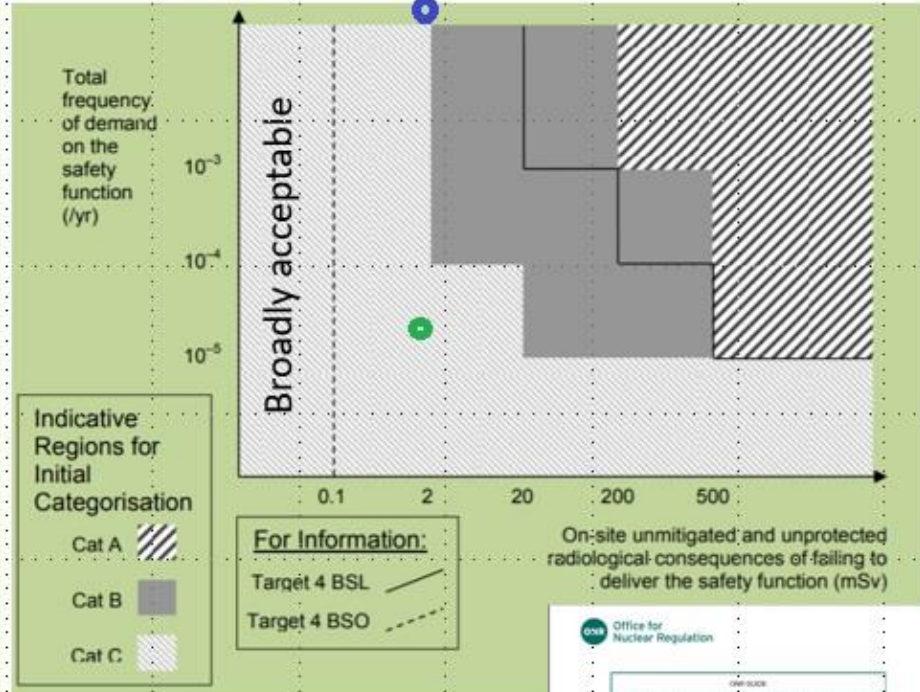 Total
frequency
of demand
on the
safety
function
(/yr)
10⁻³
10⁻⁴
10⁻⁵
Broadly acceptable
0.1 2 20 200 500
On-site unmitigated and unprotected
radiological consequences of failing to
deliver the safety function (mSv)
Indicative
Regions for
Initial
Categorisation
Cat A
Cat B
Cat C
For Information:
Target 4 BSL
Target 4 BSO
Office for
Nuclear Regulation